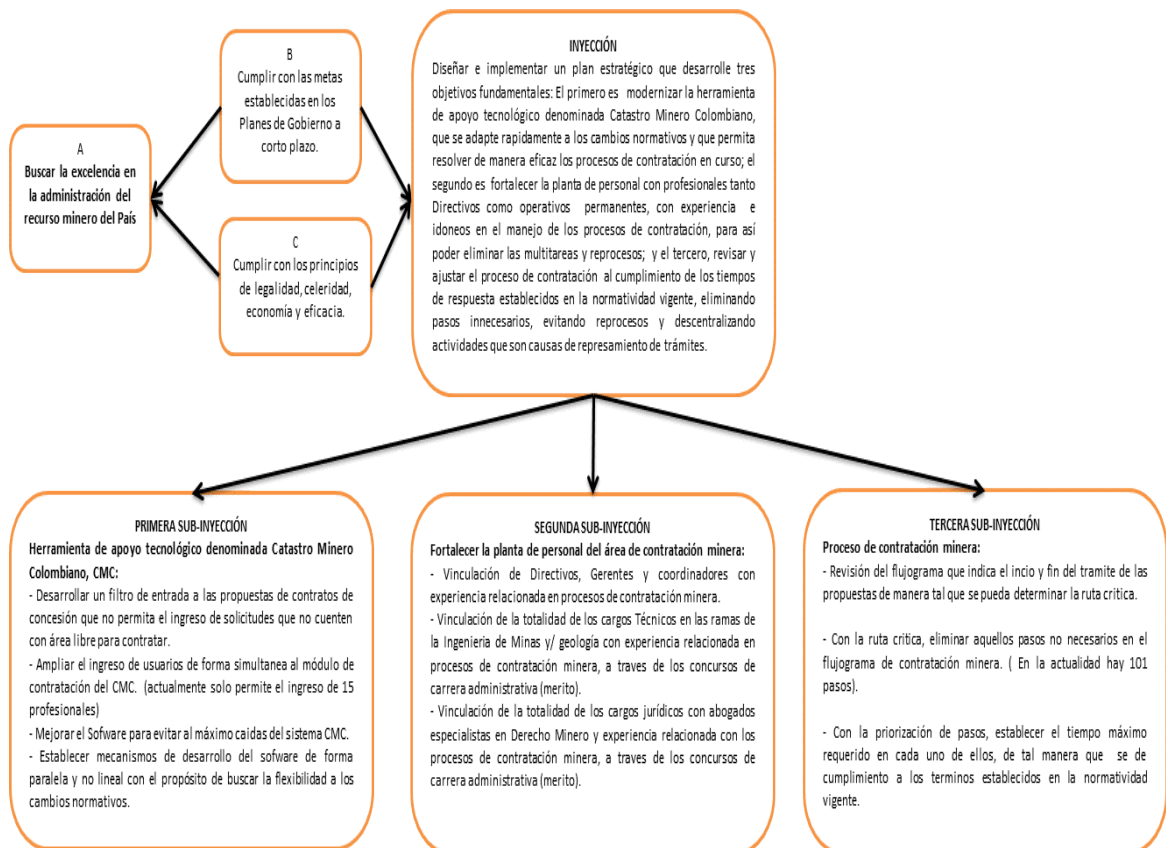 B
Cumplir con las metas
establecidas en los
Planes de Gobierno a
corto plazo.
A
Buscar la excelencia en
la administración del
recurso minero del País
C
Cumplir con los principios
de legalidad, celeridad,
economía y eficacia.
INYECCIÓN
Diseñar e implementar un plan estratégico que desarrolle tres
objetivos fundamentales: El primero es modernizar la herramienta
de apoyo tecnológico denominada Catastro Minero Colombiano,
que se adapte rapidamente a los cambios normativos y que permita
resolver de manera eficaz los procesos de contratación en curso; el
segundo es fortalecer la planta de personal con profesionales tanto
Directivos como operativos permanentes, con experiencia e
idoneos en el manejo de los procesos de contratación, para así
poder eliminar las multitareas y reprocesos; y el tercero, revisar y
ajustar el proceso de contratación al cumplimiento de los tiempos
de respuesta establecidos en la normatividad vigente, eliminando
pasos innecesarios, evitando reprocesos y descentralizando
actividades que son causas de represamiento de trámites.
PRIMERA SUB-INYECCIÓN
Herramienta de apoyo tecnológico denominada Catastro Minero
Colombiano, CMC:
- Desarrollar un filtro de entrada a las propuestas de contratos de
concesión que no permita el ingreso de solicitudes que no cuenten
con área libre para contratar.
- Ampliar el ingreso de usuarios de forma simultanea al módulo de
contratación del CMC. (actualmente solo permite el ingreso de 15
profesionales)
- Mejorar el Sofware para evitar al máximo caidas del sistema CMC.
- Establecer mecanismos de desarrollo del sofware de forma
paralela y no lineal con el propósito de buscar la flexibilidad a los
cambios normativos.
SEGUNDA SUB-INYECCIÓN
Fortalecer la planta de personal del área de contratación minera:
- Vinculación de Directivos, Gerentes y coordinadores con
experiencia relacionada en procesos de contratación minera.
- Vinculación de la totalidad de los cargos Técnicos en las ramas de
la Ingenieria de Minas y/ geología con experiencia relacionada en
procesos de contratación minera, a traves de los concursos de
carrera administrativa (merito).
- Vinculación de la totalidad de los cargos jurídicos con abogados
especialistas en Derecho Minero y experiencia relacionada con los
procesos de contratación minera, a traves de los concursos de
carrera administrativa (merito).
TERCERA SUB-INYECCIÓN
Proceso de contratación minera:
- Revisión del flujograma que indica el incio y fin del tramite de las
propuestas de manera tal que se pueda determinar la ruta critica.
- Con la ruta critica, eliminar aquellos pasos no necesarios en el
flujograma de contratación minera. ( En la actualidad hay 101
pasos).
- Con la priorización de pasos, establecer el tiempo máximo
requerido en cada uno de ellos, de tal manera que se de
cumplimiento a los terminos establecidos en la normatividad
vigente.